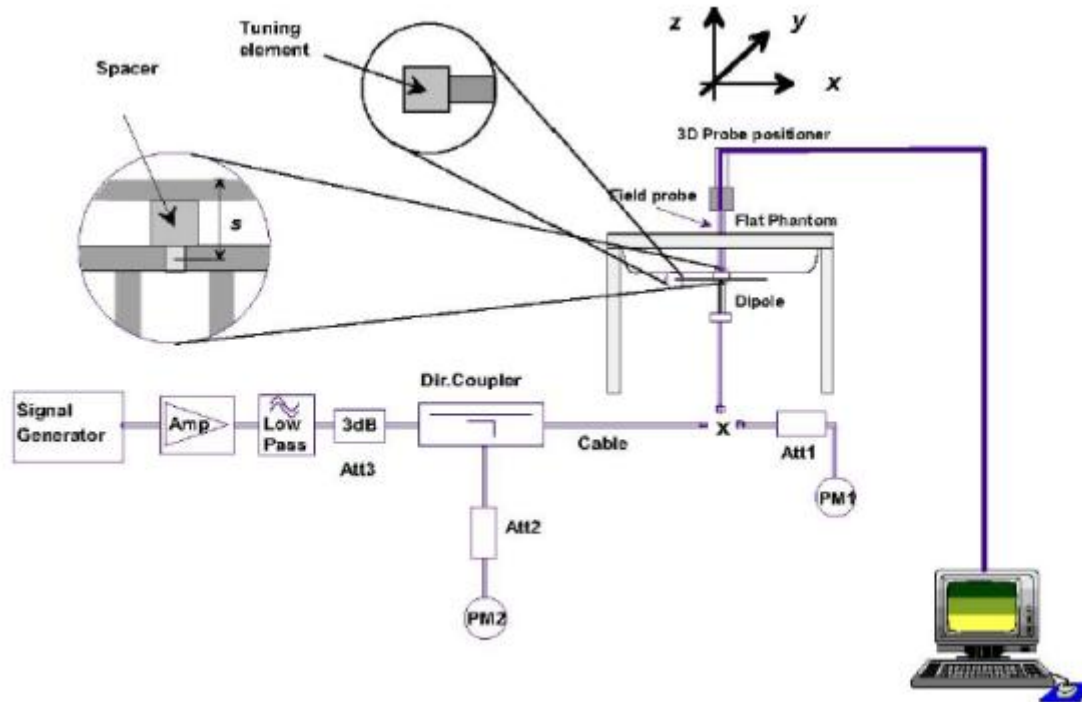 Tuning
element
Spacer
s
z
y
x
3D Probe positioner
Field probe
Flat Phantom
Dipole
Dir.Coupler
Signal
Generator
Amp
Low
Pass
3dB
Att3
Cable
x
Att1
PM1
Att2
PM2